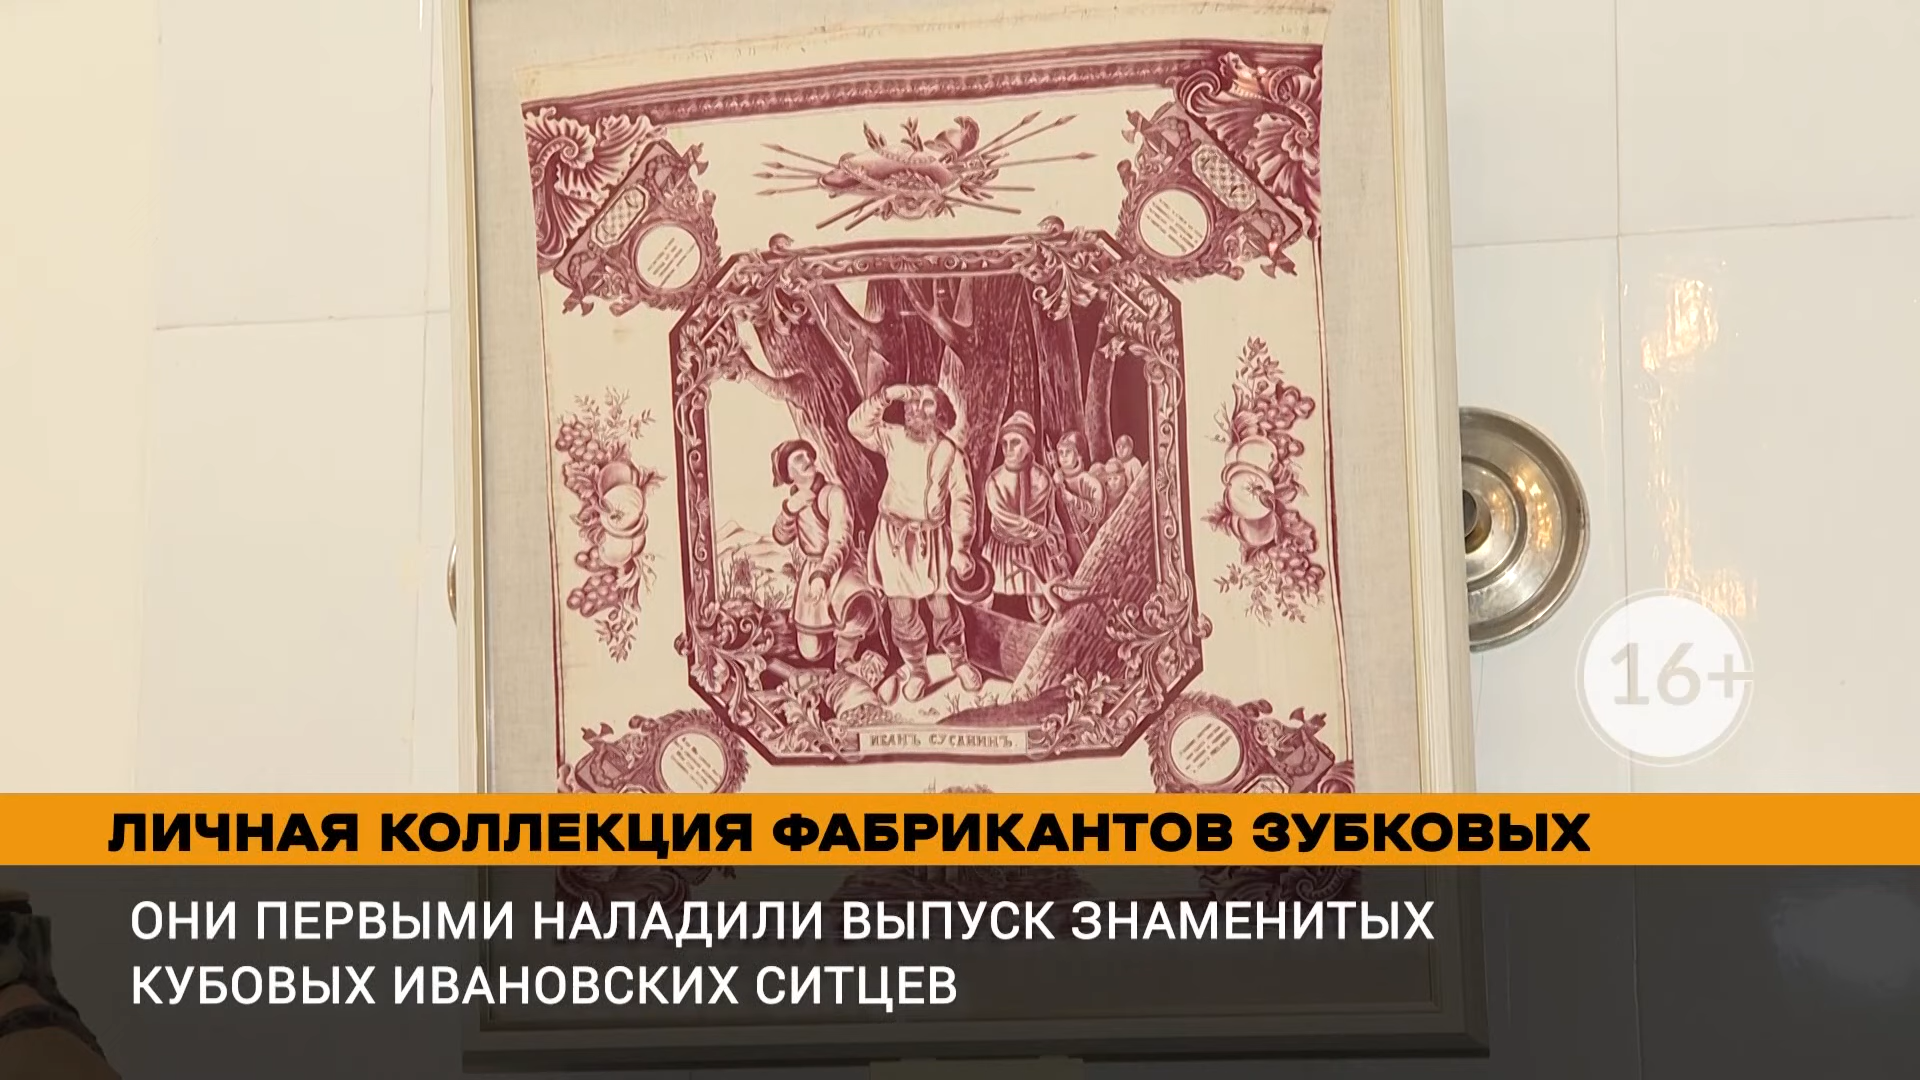 ИВАНЪ СУСАНИНЪ.
16+
ЛИЧНАЯ КОЛЛЕКЦИЯ ФАБРИКАНТОВ ЗУБКОВЫХ
ОНИ ПЕРВЫМИ НАЛАДИЛИ ВЫПУСК ЗНАМЕНИТЫХ
КУБОВЫХ ИВАНОВСКИХ СИТЦЕВ